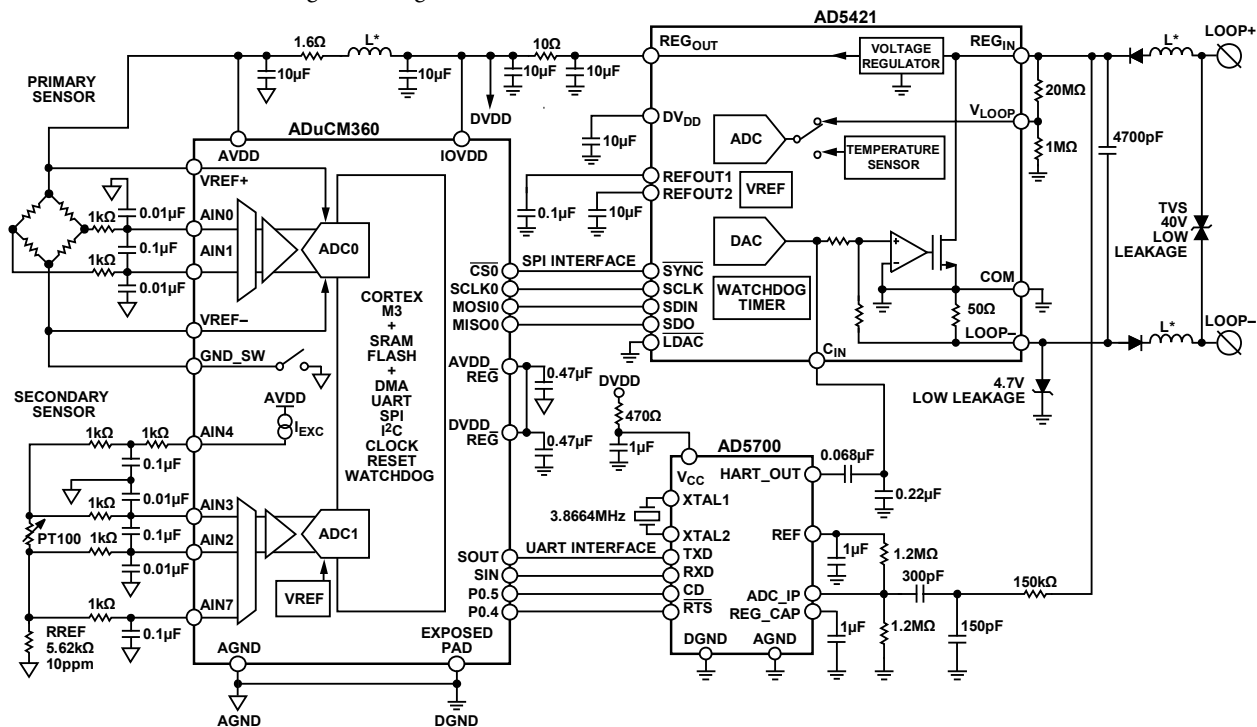 AD5421
LOOP+
1.6Ω
L*
10Ω
REGOUT
VOLTAGE
REGULATOR
REGIN
L*
10µF
10µF
10µF
10µF
DVDD
20MΩ
PRIMARY
SENSOR
VLOOP
ADuCM360
DVDD
10µF
ADC
TEMPERATURE
SENSOR
1MΩ
4700pF
AVDD
IOVDD
VREF+
REFOUT1
REFOUT2
VREF
0.1µF
10µF
0.01µF
1kΩ
AIN0
0.1µF
AIN1
1kΩ
0.01µF
ADC0
TVS
40V
LOW
LEAKAGE
DAC
CS0
SPI INTERFACE
SYNC
COM
SCLK0
SCLK
WATCHDOG
TIMER
50Ω
MOSI0
SDIN
MISO0
SDO
LOOP–
LOOP–
LDAC
CIN
L*
VREF–
CORTEX
M3
+
SRAM
FLASH
+
DMA
UART
SPI
I2C
CLOCK
RESET
WATCHDOG
GND_SW
AVDD_
REG
0.47µF
DVDD
470Ω
4.7V
LOW LEAKAGE
SECONDARY
SENSOR
AVDD
IEXC
DVDD_
REG
0.47µF
1µF
AD5700
1kΩ
1kΩ
AIN4
0.1µF
VCC
HART_OUT
0.068µF
0.22µF
0.01µF
1kΩ
AIN3
XTAL1
3.8664MHz
XTAL2
PT100
0.1µF
AIN2
1kΩ
0.01µF
ADC1
REF
1µF
1.2MΩ
SOUT
UART INTERFACE
TXD
SIN
RXD
300pF
150kΩ
P0.5
CD
ADC_IP
P0.4
RTS
REG_CAP
1kΩ
AIN7
VREF
0.1µF
RREF
5.62kΩ
10ppm
EXPOSED
PAD
AGND
DGND
AGND
1µF
1.2MΩ
150pF
AGND
DGND